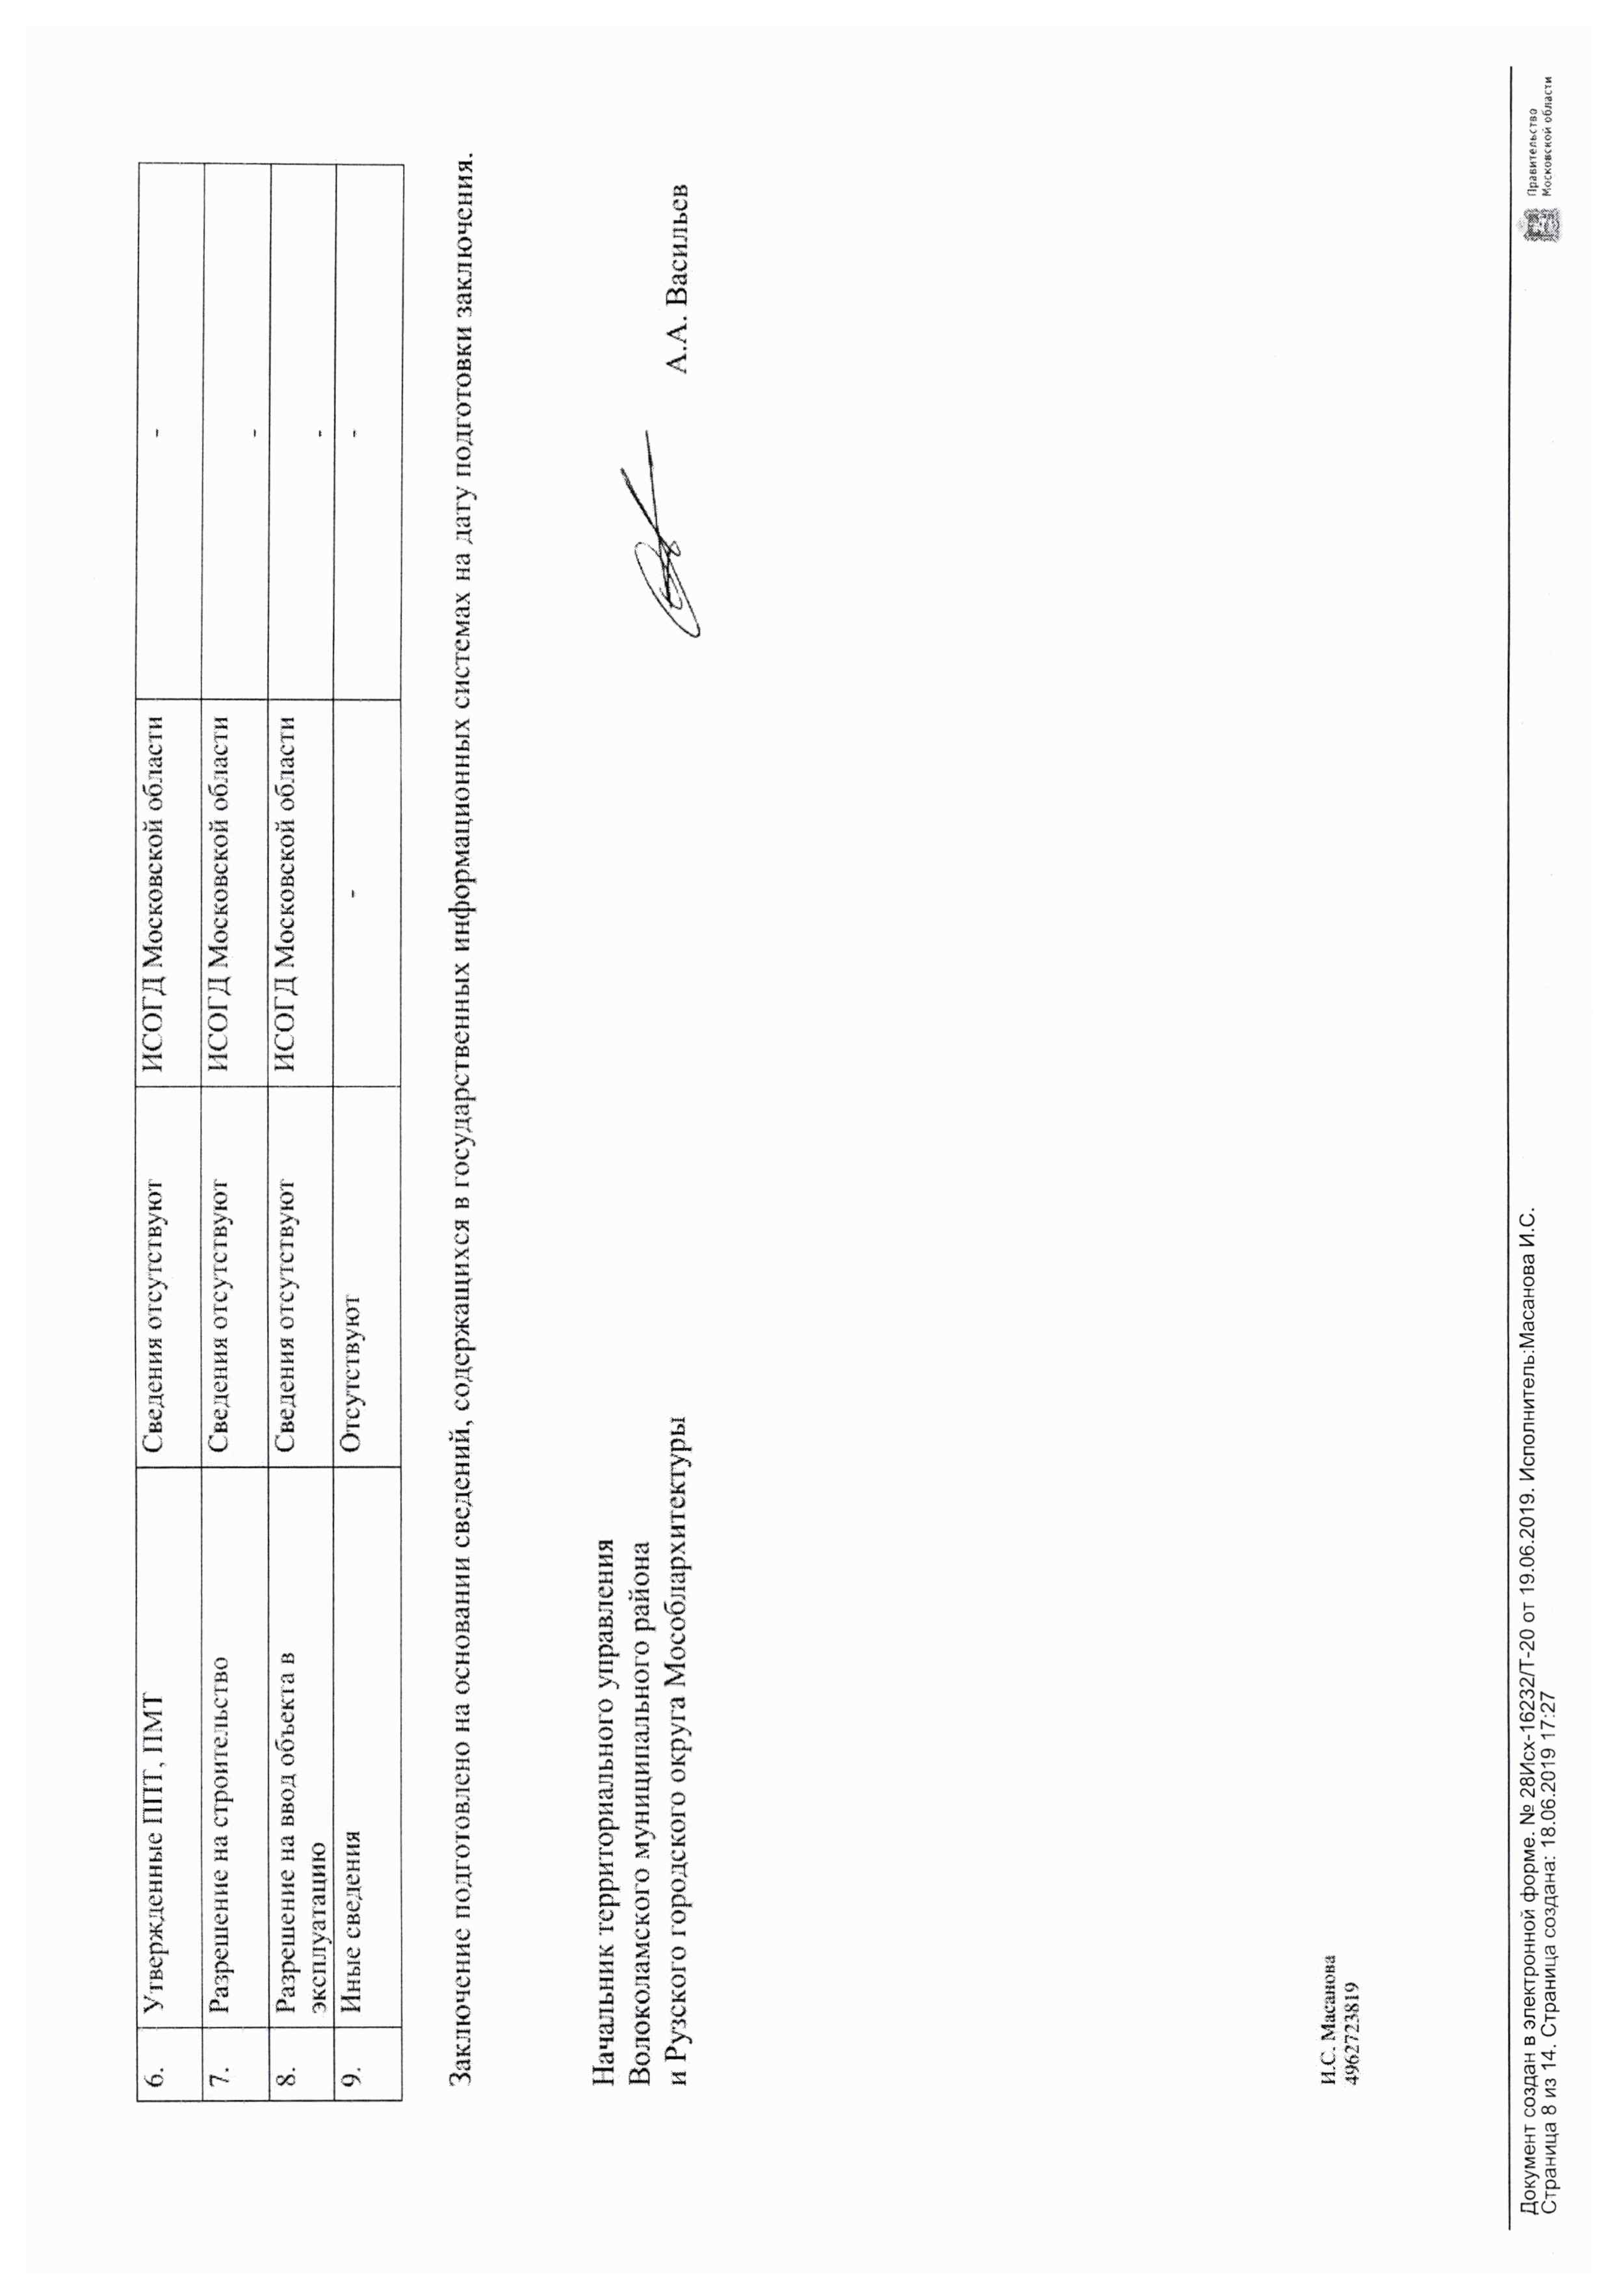 6. Утвержденные ППТ, ПМТ Сведения отсутствуют ИСОГД Московской области -
7. Разрешение на строительство Сведения отсутствуют ИСОГД Московской области -
8. Разрешение на ввод объекта в Сведения отсутствуют ИСОГД Московской области
эксплуатацию -
9. Иные сведения Отсутствуют - -
Заключение подготовлено на основании сведений, содержащихся в государственных информационных системах на дату подготовки заключения.
Начальник территориального управления
Волоколамского муниципального района
и Рузского городского округа Мособлархитектуры А.А. Васильев
И.С. Масанова
4962723819
Документ создан в электронной форме. № 28Исх-16232/Т-20 от 19.06.2019. Исполнитель:Масанова И.С.
Страница 8 из 14. Страница создана: 18.06.2019 17:27
Правительство
Московской области